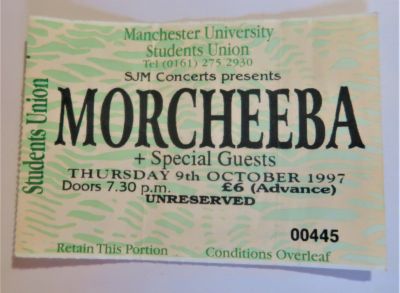 Manchester University
Students Union
Tel (0161) 275 2930
SJM Concerts presents
Students Union
MORCHEEBA
+ Special Guests
THURSDAY 9th OCTOBER 1997
Doors 7.30 p.m. £6 (Advance)
UNRESERVED
00445
Retain This Portion Conditions Overleaf